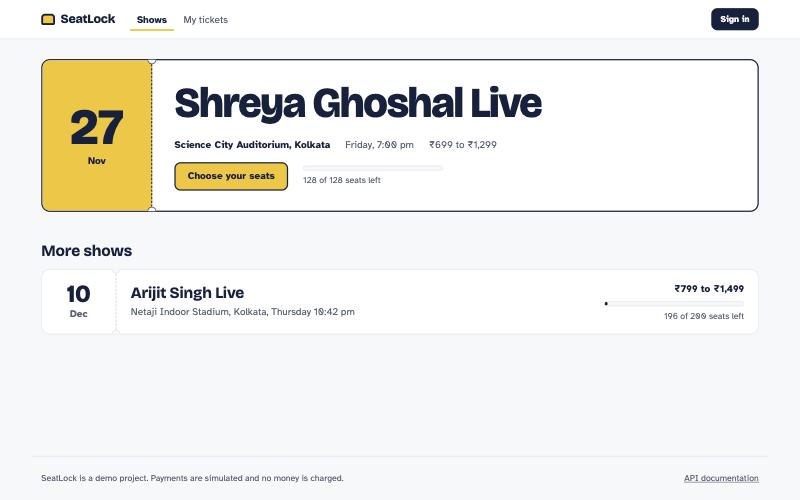 SeatLock Shows My tickets Sign in
27
Nov
Shreya Ghoshal Live
Science City Auditorium, Kolkata Friday, 7:00 pm ₹699 to ₹1,299
Choose your seats
128 of 128 seats left
More shows
10
Dec
Arijit Singh Live
Netaji Indoor Stadium, Kolkata, Thursday 10:42 pm
₹799 to ₹1,499
196 of 200 seats left
SeatLock is a demo project. Payments are simulated and no money is charged.
API documentation